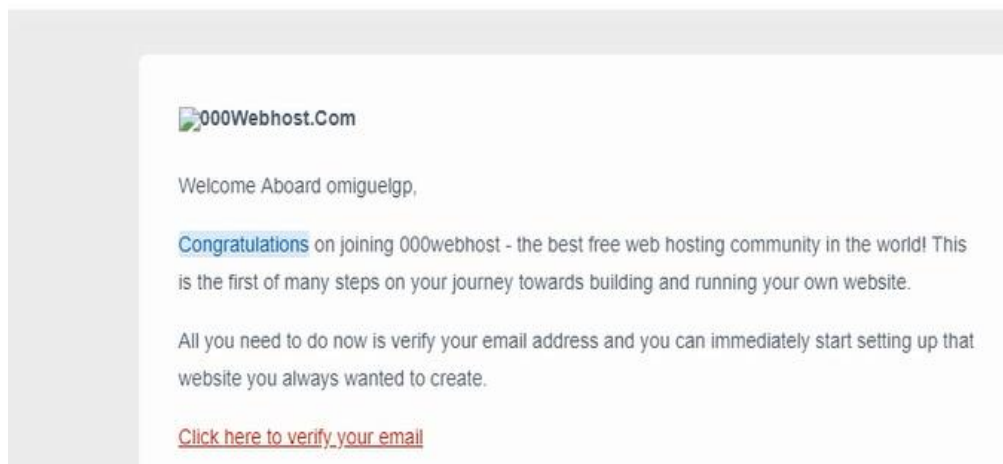 000Webhost.Com
Welcome Aboard omiguelgp,
Congratulations on joining 000webhost - the best free web hosting community in the world! This
is the first of many steps on your journey towards building and running your own website.
All you need to do now is verify your email address and you can immediately start setting up that
website you always wanted to create.
Click here to verify your email